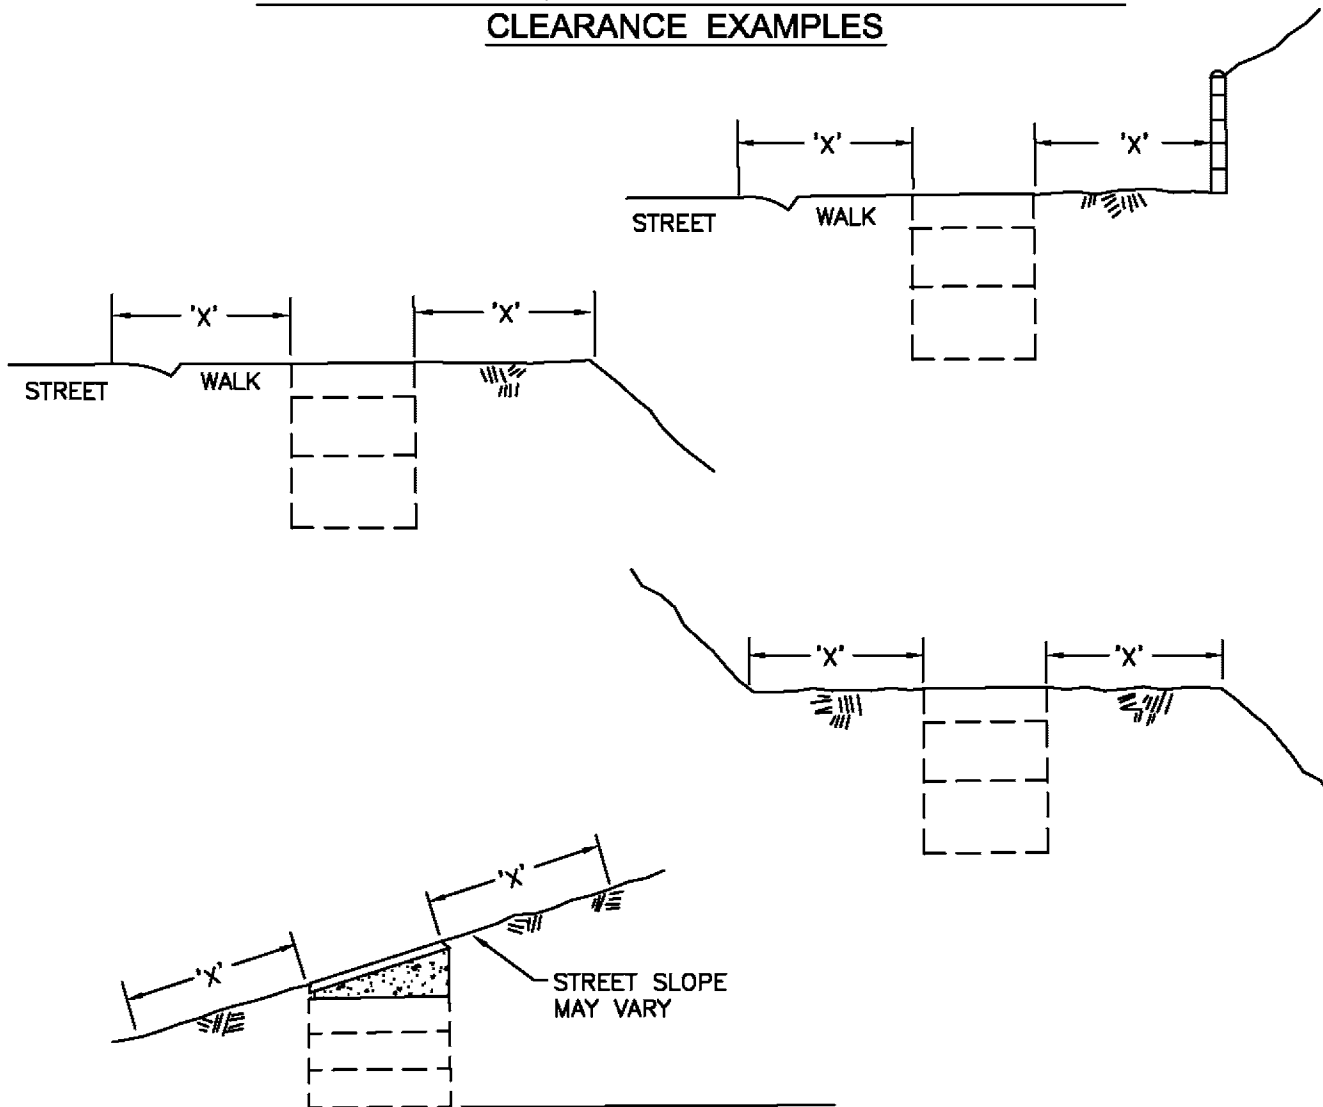 CLEARANCE EXAMPLES
'X'
'X'
STREET
WALK
'X'
'X'
STREET
WALK
'X'
'X'
'X'
'X'
STREET SLOPE
MAY VARY